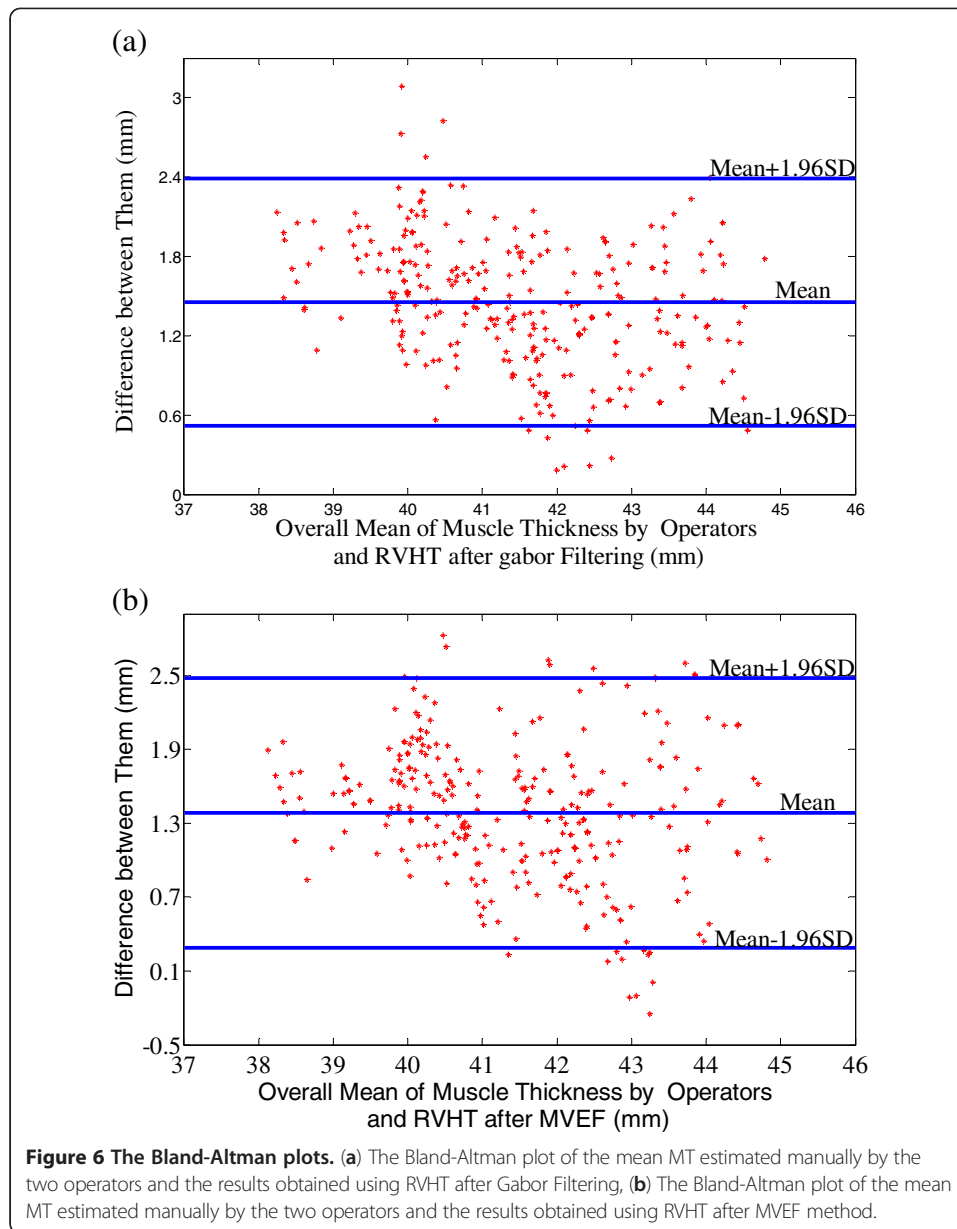 (a)
Difference between Them (mm)
3
2.4
1.8
1.2
0.6
0
Mean+1.96SD
Mean
Mean-1.96SD
37 38 39 40 41 42 43 44 45 46
Overall Mean of Muscle Thickness by Operators
and RVHT after gabor Filtering (mm)
(b)
Difference between Them (mm)
2.5
1.9
1.3
0.7
0.1
-0.5
Mean+1.96SD
Mean
Mean-1.96SD
37 38 39 40 41 42 43 44 45 46
Overall Mean of Muscle Thickness by Operators
and RVHT after MVEF (mm)
Figure 6 The Bland-Altman plots. (a) The Bland-Altman plot of the mean MT estimated manually by the
two operators and the results obtained using RVHT after Gabor Filtering, (b) The Bland-Altman plot of the mean
MT estimated manually by the two operators and the results obtained using RVHT after MVEF method.